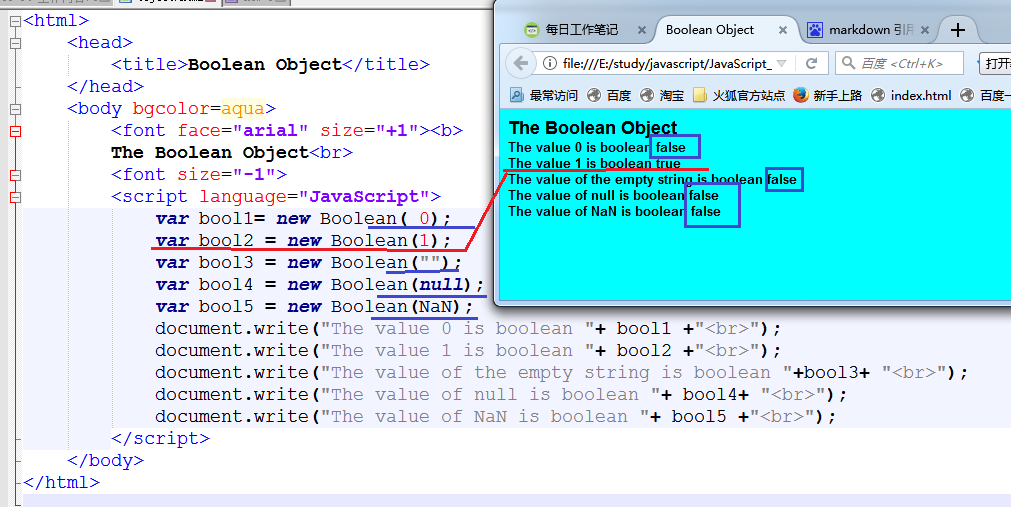 <html>
<head>
<title>Boolean Object</title>
</head>
<body bgcolor=aqua>
<font face="arial" size="+1"><b>
The Boolean Object<br>
<font size="-1">
<script language="JavaScript">
var bool1= new Boolean( 0);
var bool2 = new Boolean(1);
var bool3 = new Boolean("");
var bool4 = new Boolean(null);
var bool5 = new Boolean(NaN);
document.write("The value 0 is boolean "+ bool1 +"<br>");
document.write("The value 1 is boolean "+ bool2 +"<br>");
document.write("The value of the empty string is boolean "+bool3+ "<br>");
document.write("The value of null is boolean "+ bool4+ "<br>");
document.write("The value of NaN is boolean "+ bool5 +"<br>");
</script>
</body>
</html>
每日工作笔记 Boolean Object markdown 引用
file:///E:/study/javascript/JavaScript_ 百度 <Ctrl+K> 打开
最常访问 百度 淘宝 火狐官方站点 新手上路 index.html 百度一
The Boolean Object
The value 0 is boolean false
The value 1 is boolean true
The value of the empty string is boolean false
The value of null is boolean false
The value of NaN is boolean false